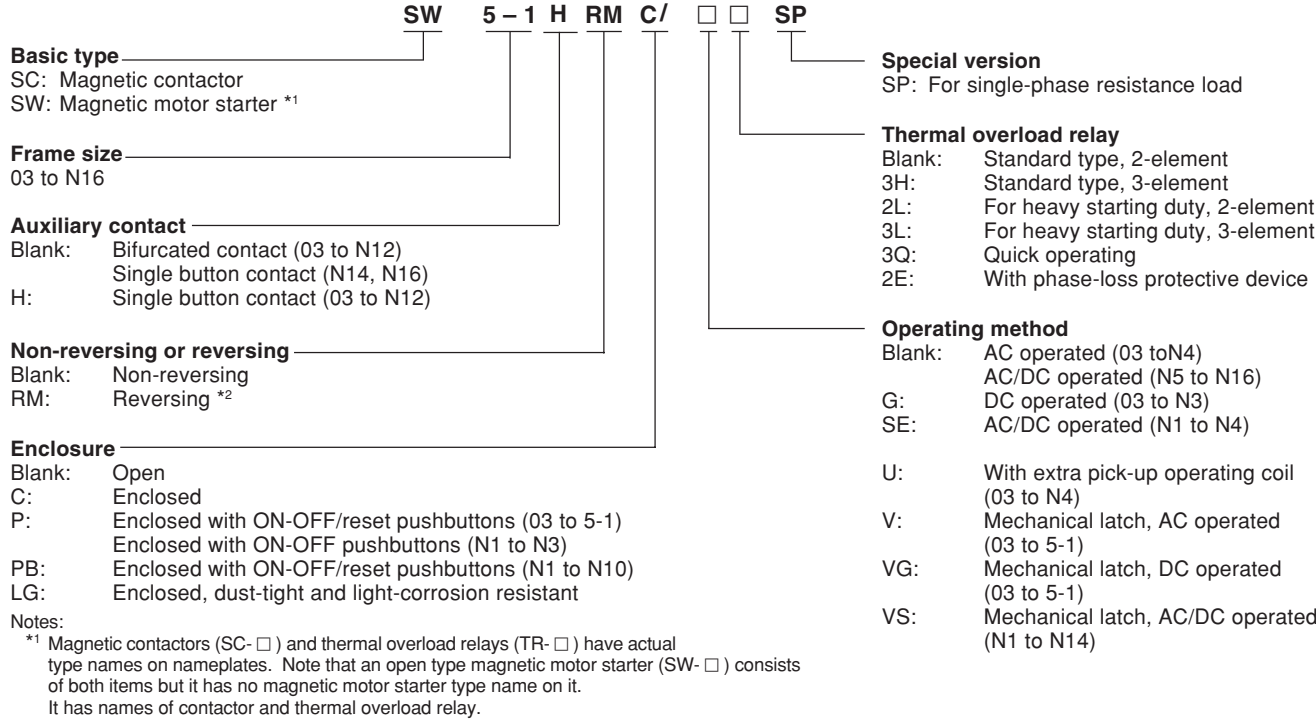 SW 5 – 1 H RM C/ □ □ SP
Basic type
SC: Magnetic contactor
SW: Magnetic motor starter *1
Frame size
03 to N16
Auxiliary contact
Blank: Bifurcated contact (03 to N12)
Single button contact (N14, N16)
H: Single button contact (03 to N12)
Non-reversing or reversing
Blank: Non-reversing
RM: Reversing *2
Enclosure
Blank: Open
C: Enclosed
P: Enclosed with ON-OFF/reset pushbuttons (03 to 5-1)
Enclosed with ON-OFF pushbuttons (N1 to N3)
PB: Enclosed with ON-OFF/reset pushbuttons (N1 to N10)
LG: Enclosed, dust-tight and light-corrosion resistant
Notes:
*1 Magnetic contactors (SC- □ ) and thermal overload relays (TR- □ ) have actual
type names on nameplates. Note that an open type magnetic motor starter (SW- □ ) consists
of both items but it has no magnetic motor starter type name on it.
It has names of contactor and thermal overload relay.
Special version
SP: For single-phase resistance load
Thermal overload relay
Blank: Standard type, 2-element
3H: Standard type, 3-element
2L: For heavy starting duty, 2-element
3L: For heavy starting duty, 3-element
3Q: Quick operating
2E: With phase-loss protective device
Operating method
Blank: AC operated (03 toN4)
AC/DC operated (N5 to N16)
G: DC operated (03 to N3)
SE: AC/DC operated (N1 to N4)
U: With extra pick-up operating coil
(03 to N4)
V: Mechanical latch, AC operated
(03 to 5-1)
VG: Mechanical latch, DC operated
(03 to 5-1)
VS: Mechanical latch, AC/DC operated
(N1 to N14)